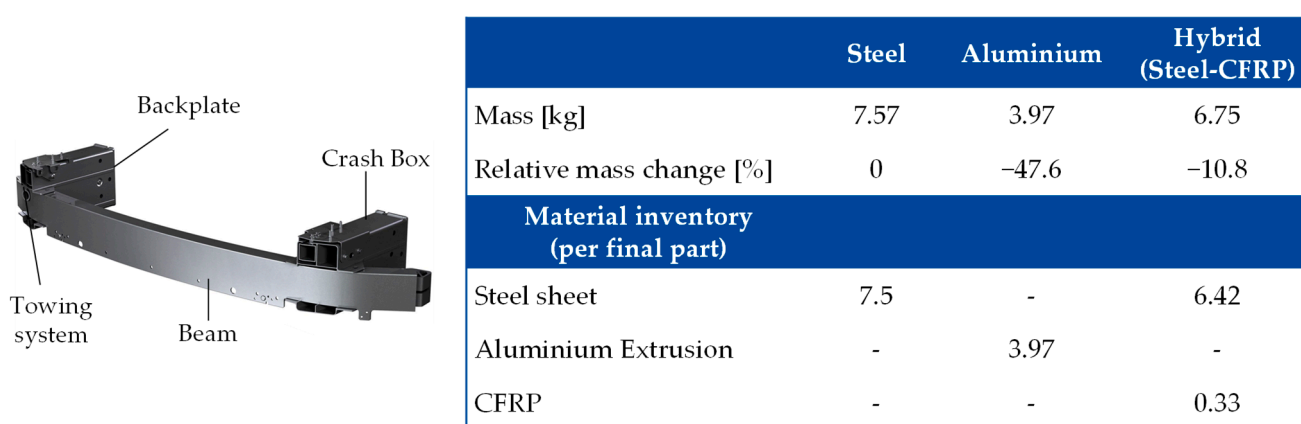 Backplate
Crash Box
Towing
system
Beam
Steel Aluminium Hybrid
(Steel-CFRP)
Mass [kg] 7.57 3.97 6.75
Relative mass change [%] 0 −47.6 −10.8
Material inventory
(per final part)
Steel sheet 7.5 - 6.42
Aluminium Extrusion - 3.97 -
CFRP - - 0.33